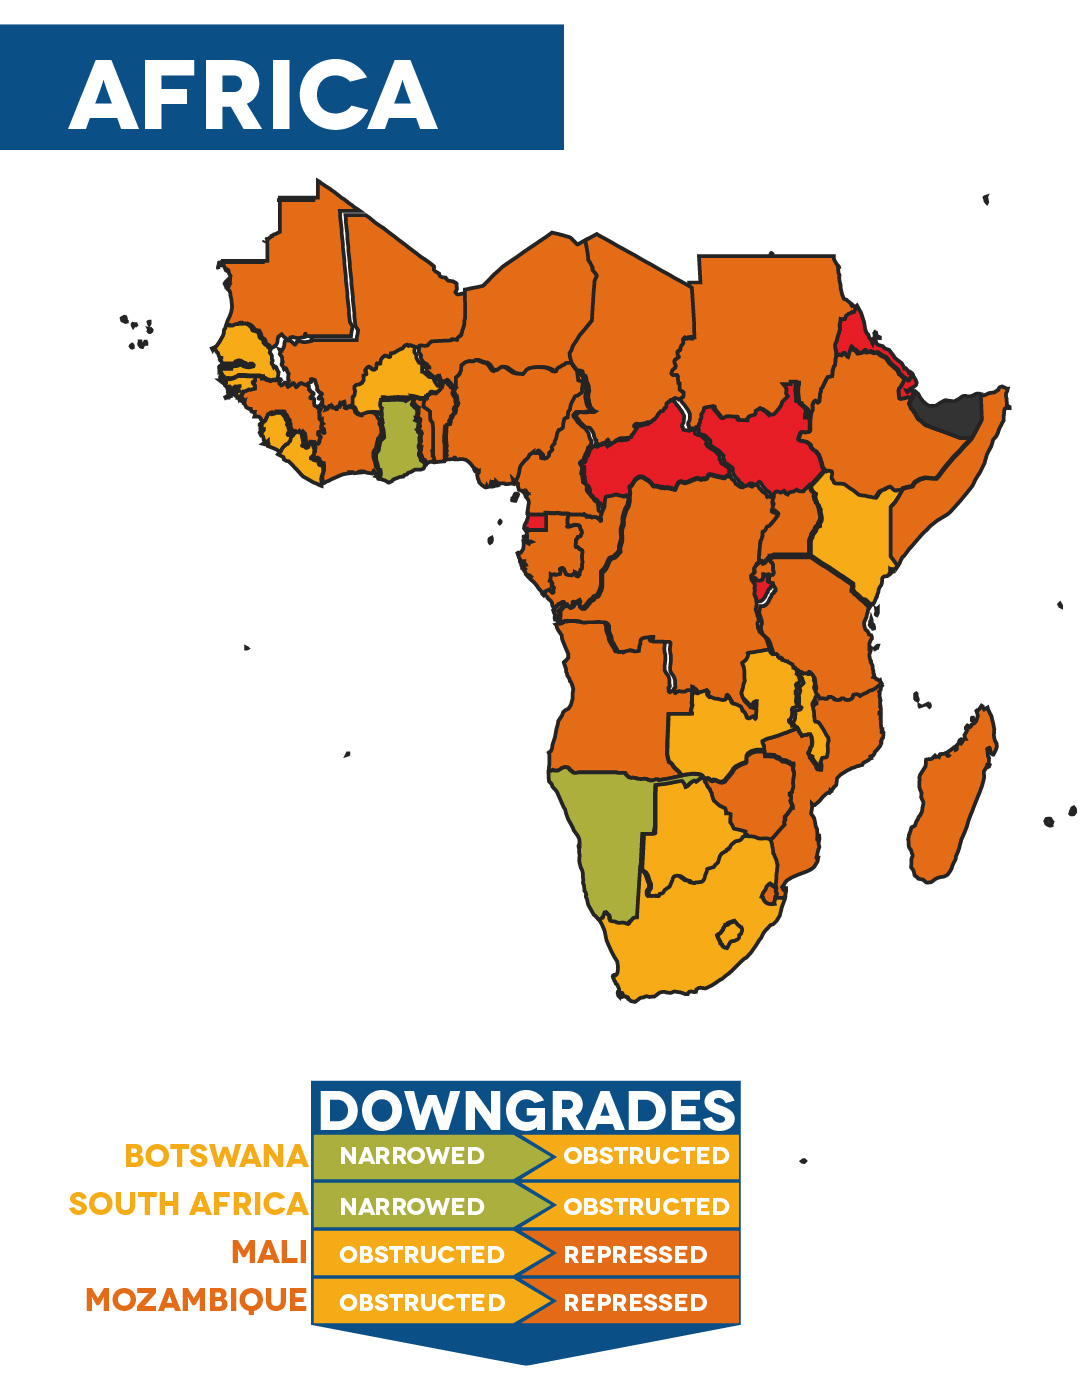 AFRICA
DOWNGRADES
BOTSWANA NARROWED OBSTRUCTED
SOUTH AFRICA NARROWED OBSTRUCTED
MALI OBSTRUCTED REPRESSED
MOZAMBIQUE OBSTRUCTED REPRESSED